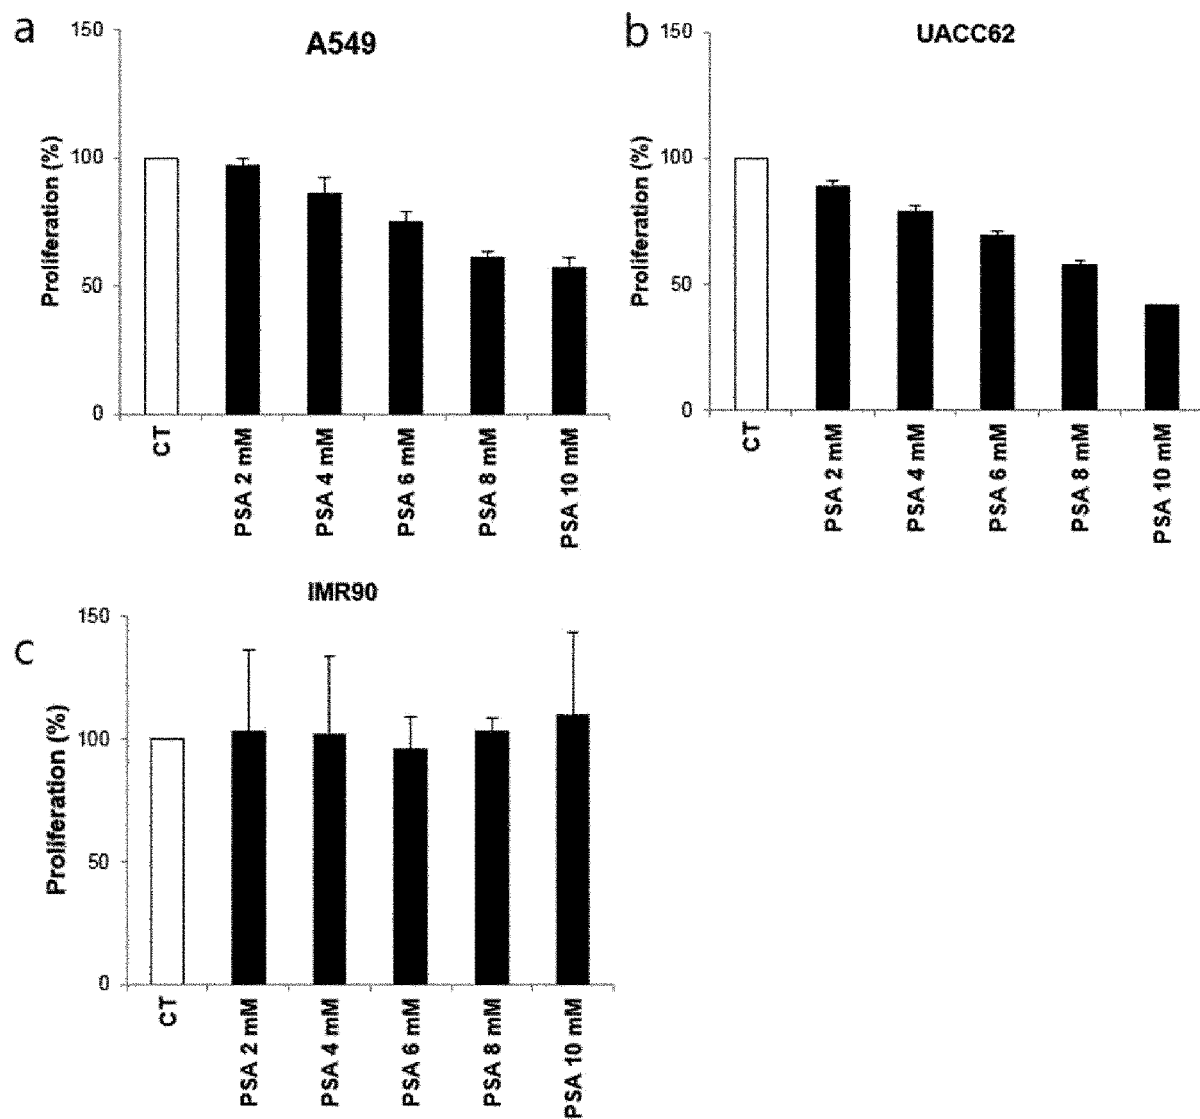 a
A549
Proliferation (%)
150
100
50
0
CT
PSA 2 mM
PSA 4 mM
PSA 6 mM
PSA 8 mM
PSA 10 mM
b
UACC62
Proliferation (%)
150
100
50
0
CT
PSA 2 mM
PSA 4 mM
PSA 6 mM
PSA 8 mM
PSA 10 mM
c
IMR90
Proliferation (%)
150
100
50
0
CT
PSA 2 mM
PSA 4 mM
PSA 6 mM
PSA 8 mM
PSA 10 mM